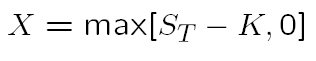 X = max[S_T − K, 0]